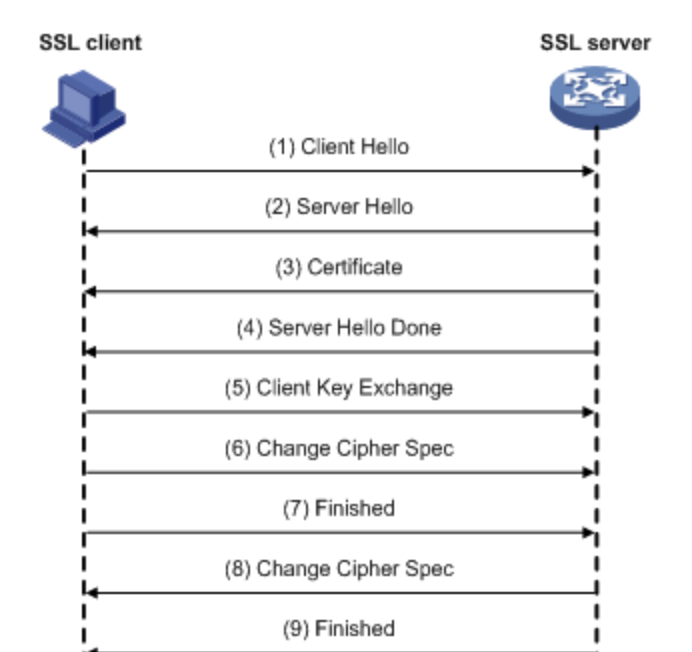 SSL client
SSL server
(1) Client Hello
(2) Server Hello
(3) Certificate
(4) Server Hello Done
(5) Client Key Exchange
(6) Change Cipher Spec
(7) Finished
(8) Change Cipher Spec
(9) Finished